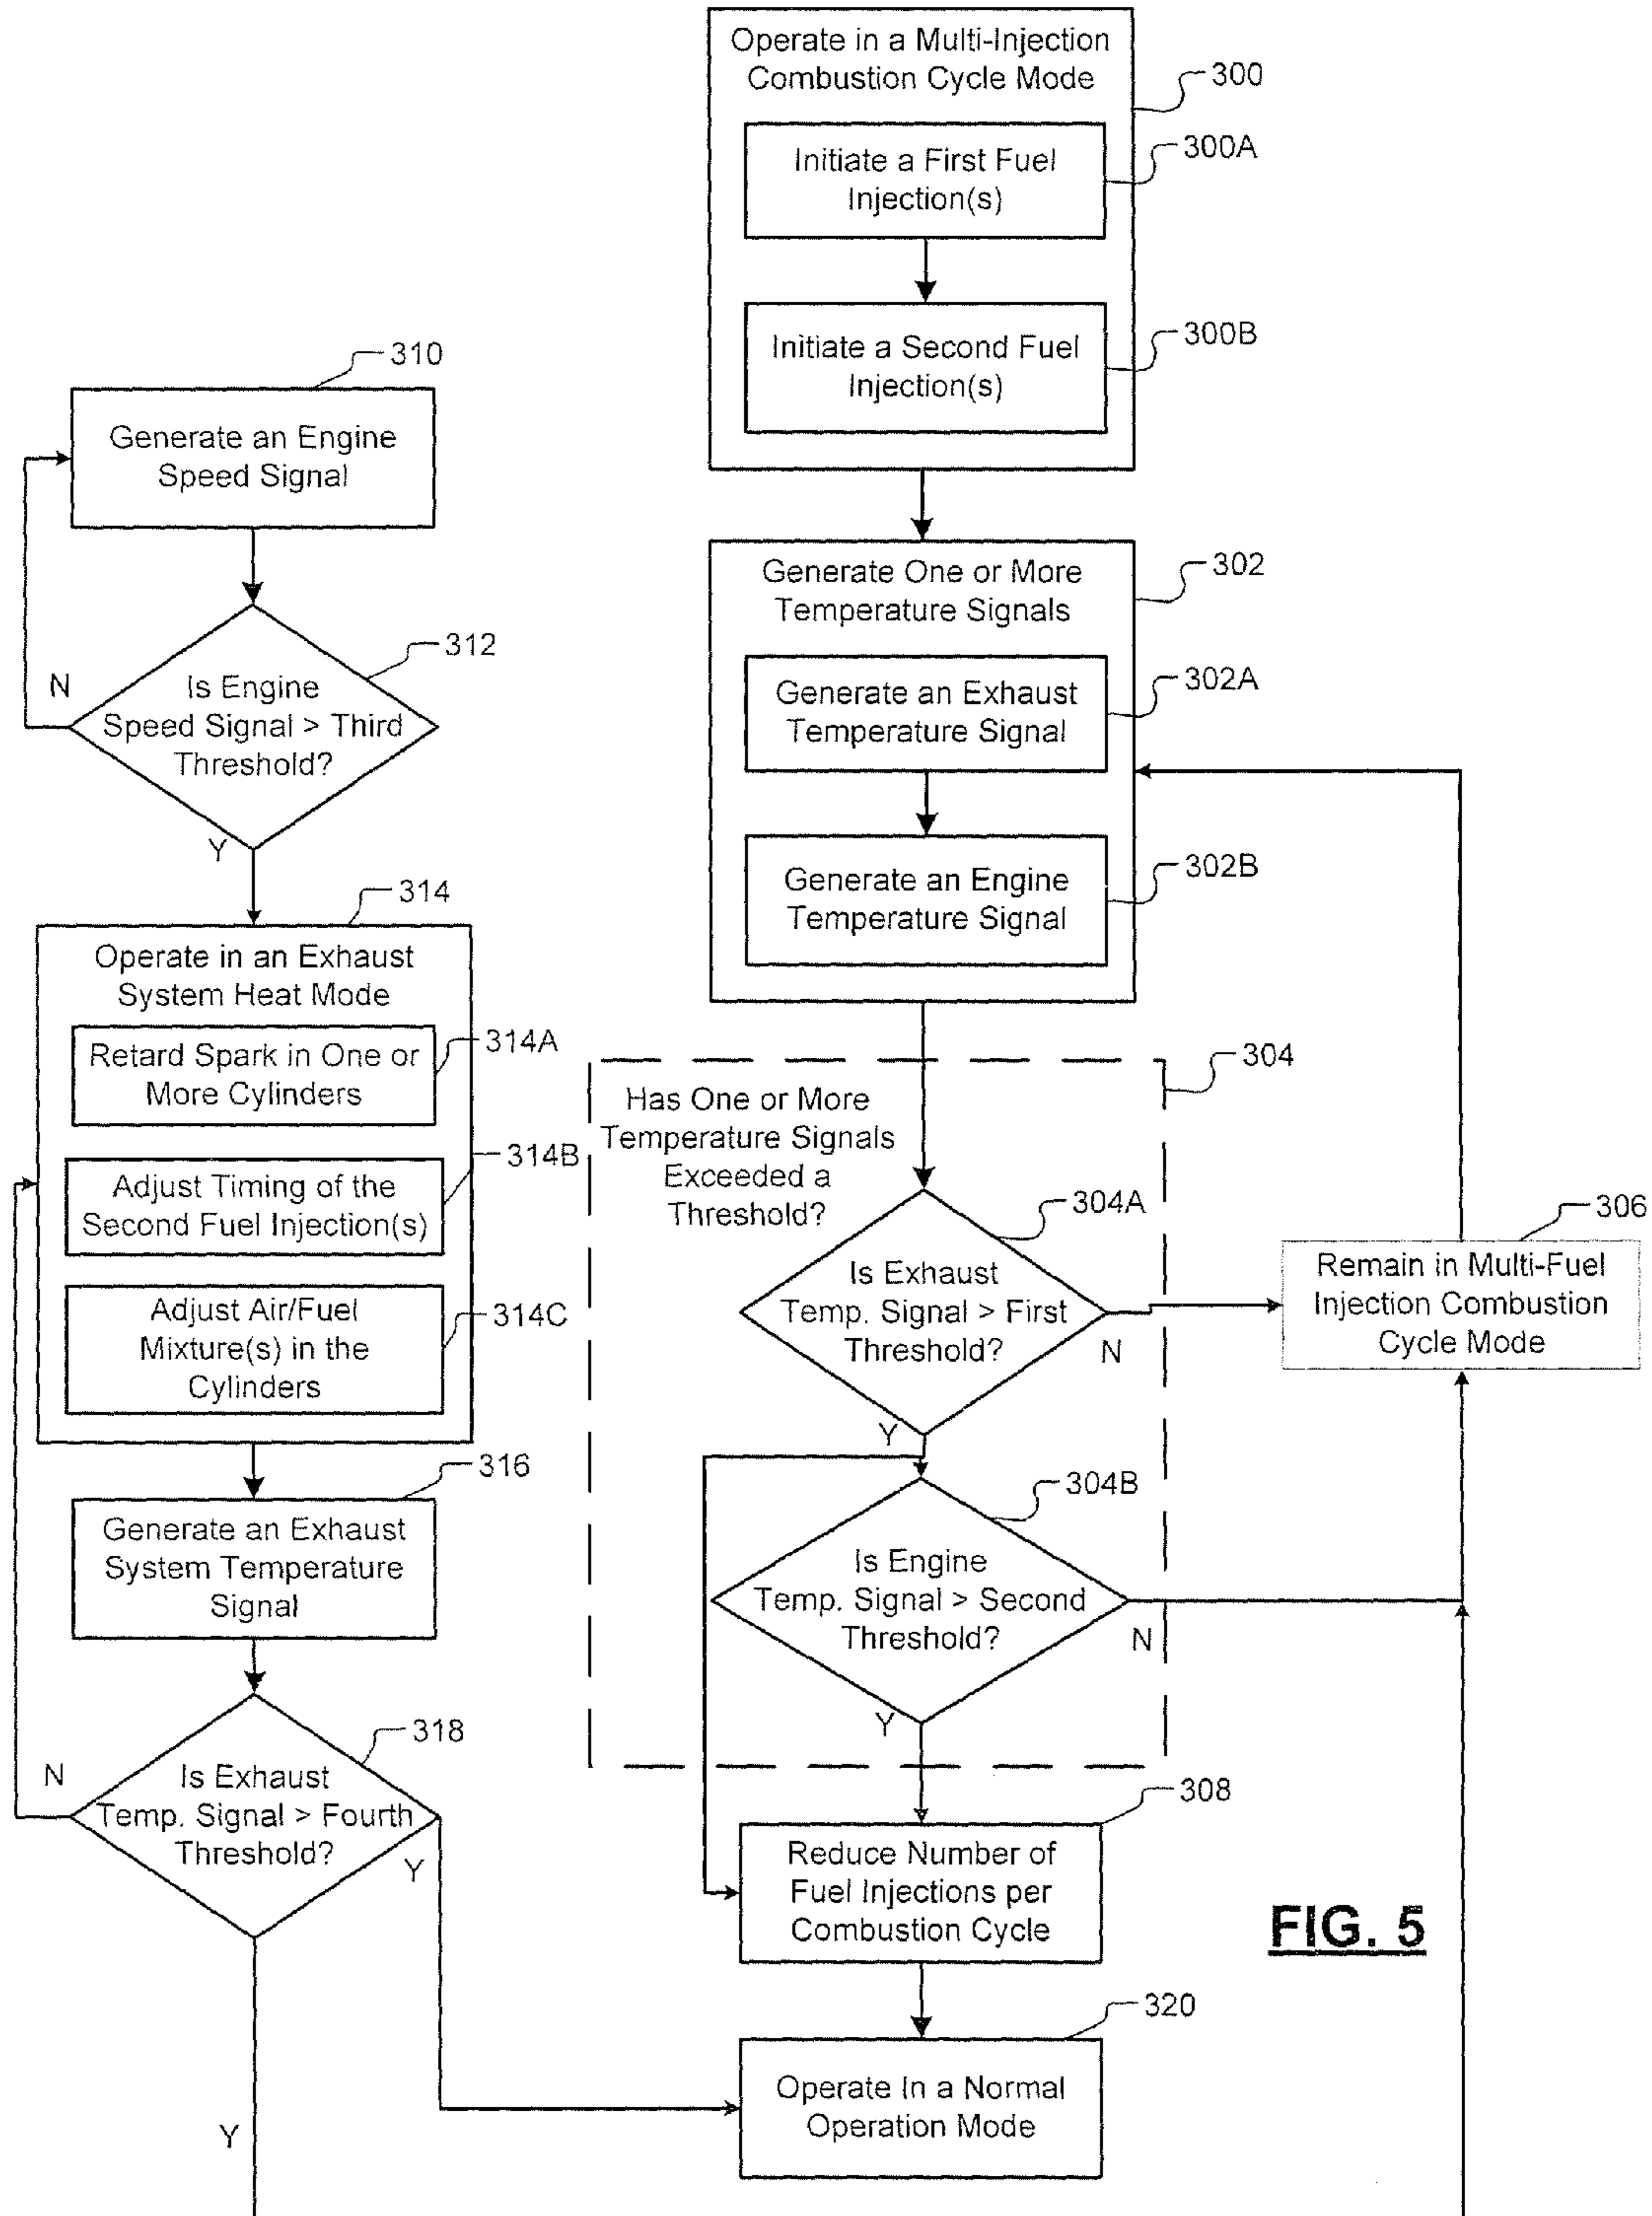 Operate in a Multi-Injection
Combustion Cycle Mode
300
Initiate a First Fuel
Injection(s)
300A
Initiate a Second Fuel
Injection(s)
300B
310
Generate an Engine
Speed Signal
312
Is Engine
Speed Signal > Third
Threshold?
N
Y
314
Operate in an Exhaust
System Heat Mode
Retard Spark in One or
More Cylinders
314A
Adjust Timing of the
Second Fuel Injection(s)
314B
Adjust Air/Fuel
Mixture(s) in the
Cylinders
314C
316
Generate an Exhaust
System Temperature
Signal
318
Is Exhaust
Temp. Signal > Fourth
Threshold?
N
Y
Y
Generate One or More
Temperature Signals
302
Generate an Exhaust
Temperature Signal
302A
Generate an Engine
Temperature Signal
302B
304
Has One or More
Temperature Signals
Exceeded a
Threshold?
304A
Is Exhaust
Temp. Signal > First
Threshold?
N
Y
306
Remain in Multi-Fuel
Injection Combustion
Cycle Mode
304B
Is Engine
Temp. Signal > Second
Threshold?
N
Y
308
Reduce Number of
Fuel Injections per
Combustion Cycle
320
Operate In a Normal
Operation Mode
FIG. 5